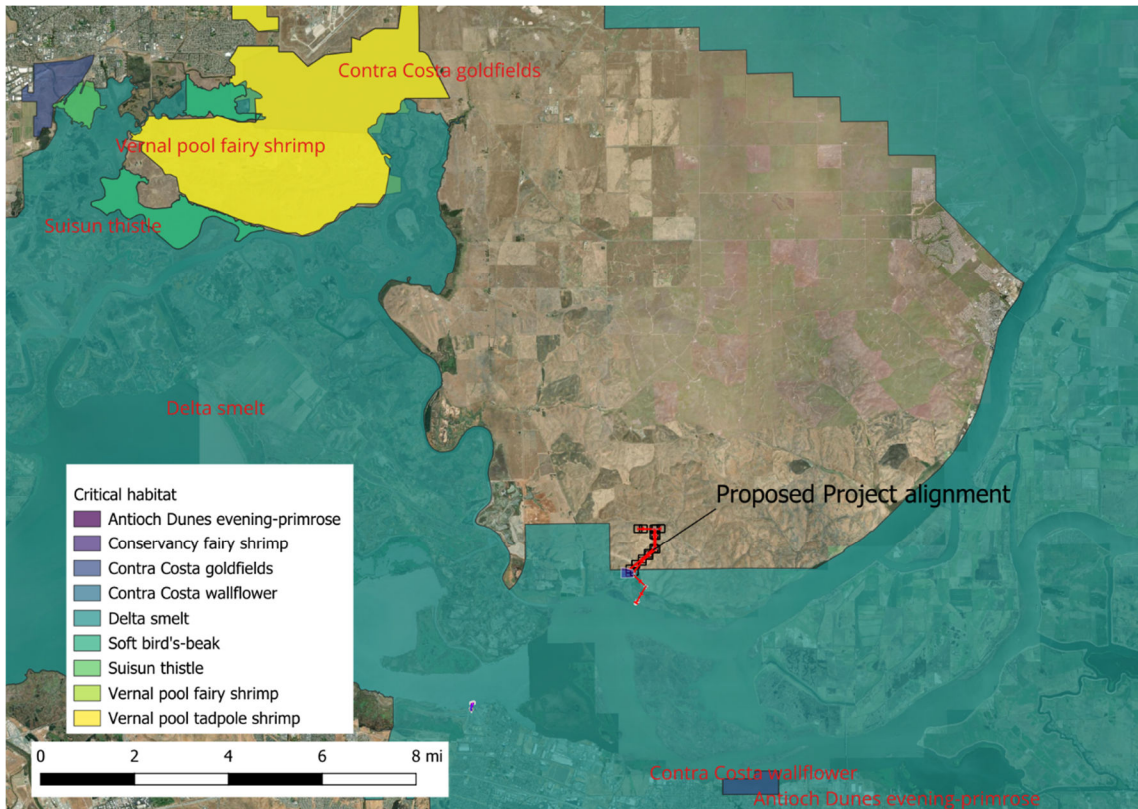 Contra Costa goldfields
Vernal pool fairy shrimp
Suisun thistle
Delta smelt
Proposed Project alignment
Critical habitat
Antioch Dunes evening-primrose
Conservancy fairy shrimp
Contra Costa goldfields
Contra Costa wallflower
Delta smelt
Soft bird's-beak
Suisun thistle
Vernal pool fairy shrimp
Vernal pool tadpole shrimp
0 2 4 6 8 mi
Contra Costa wallflower
Antioch Dunes evening-primrose